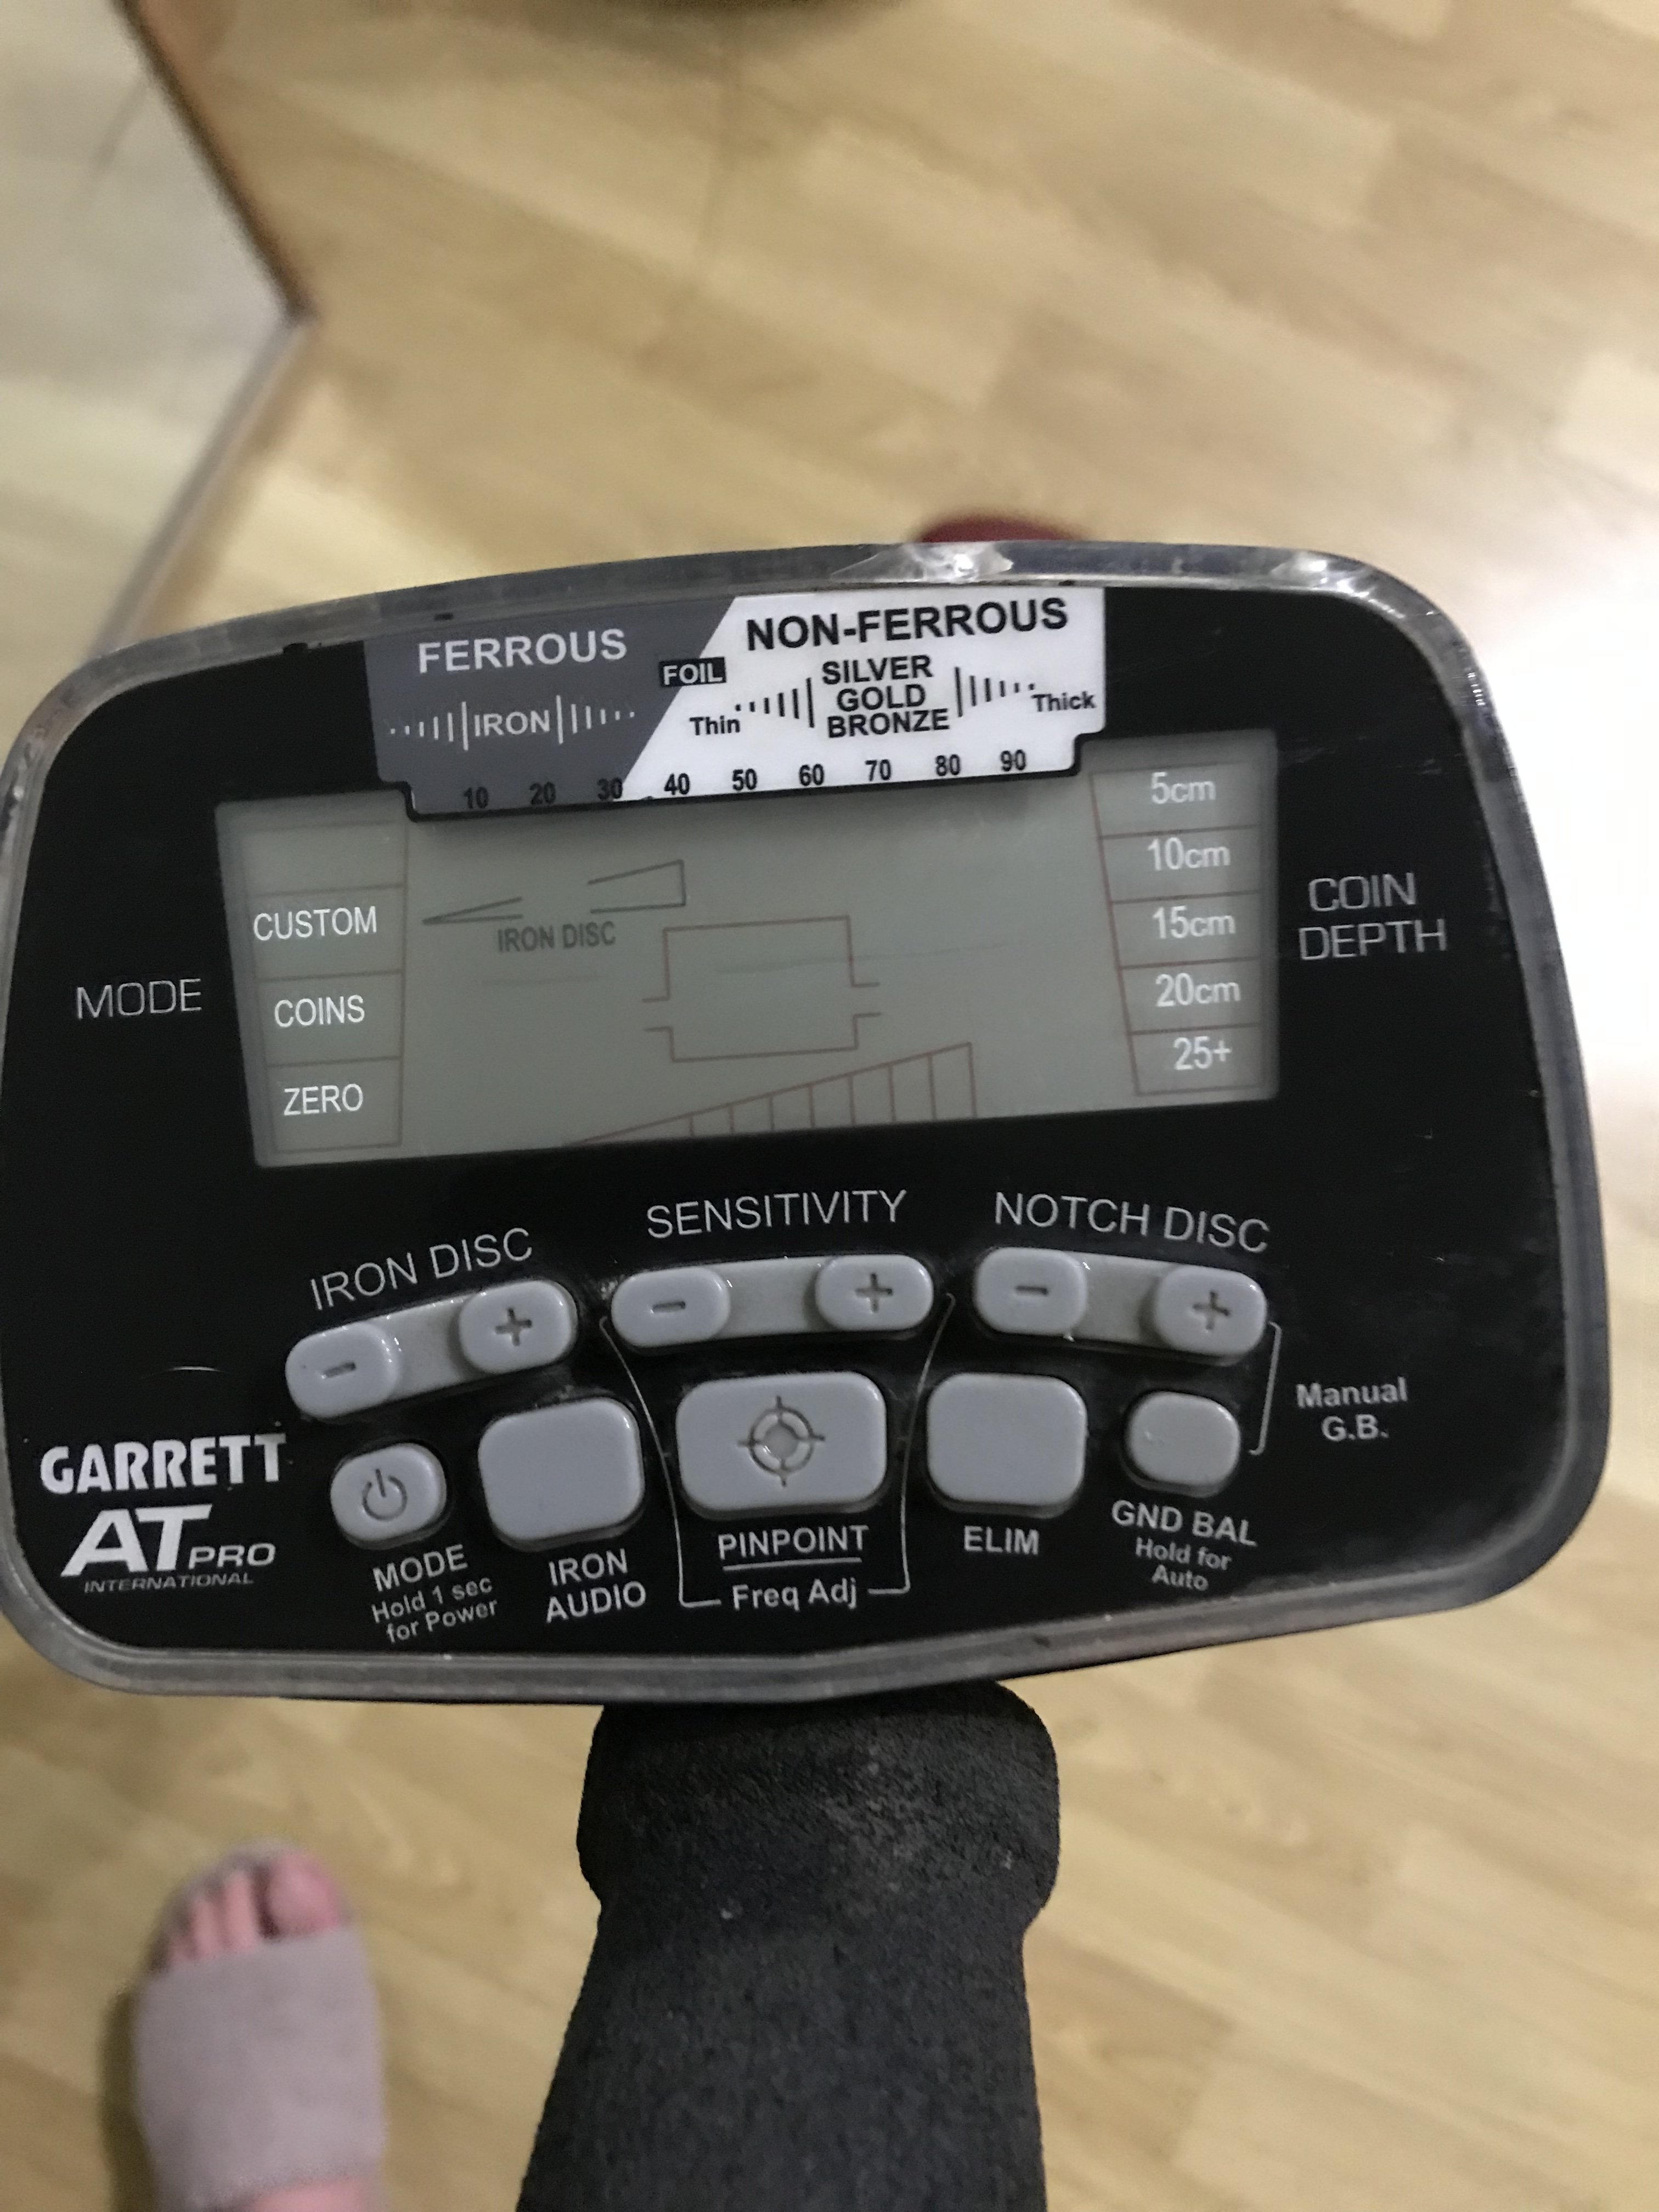 FERROUS
NON-FERROUS
FOIL
IRON
SILVER
GOLD
BRONZE
Thin
Thick
10 20 30 40 50 60 70 80 90
MODE
CUSTOM
COINS
ZERO
IRON DISC
5cm
10cm
15cm
20cm
25+
COIN
DEPTH
IRON DISC
SENSITIVITY
NOTCH DISC
- +
- +
- +
Manual
G.B.
GARRETT
AT PRO
INTERNATIONAL
MODE
Hold 1 sec
for Power
IRON
AUDIO
PINPOINT
Freq Adj
ELIM
GND BAL
Hold for
Auto